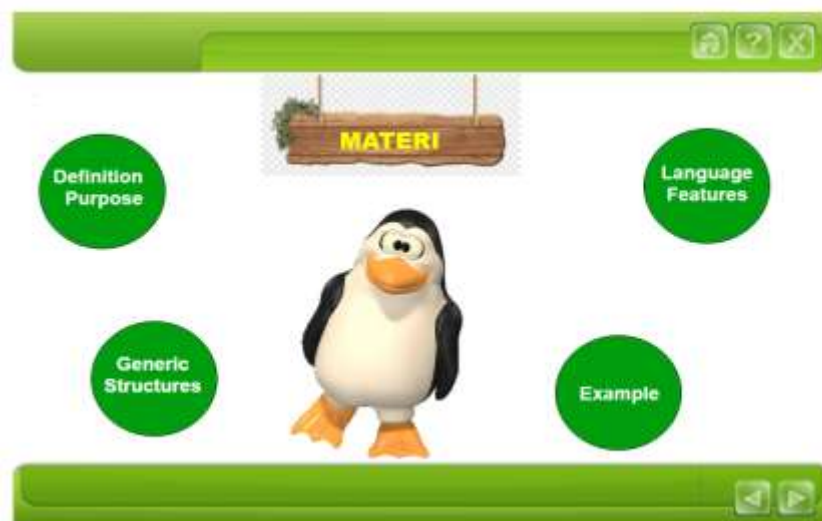 MATERI
Definition
Purpose
Language
Features
Generic
Structures
Example
?
X